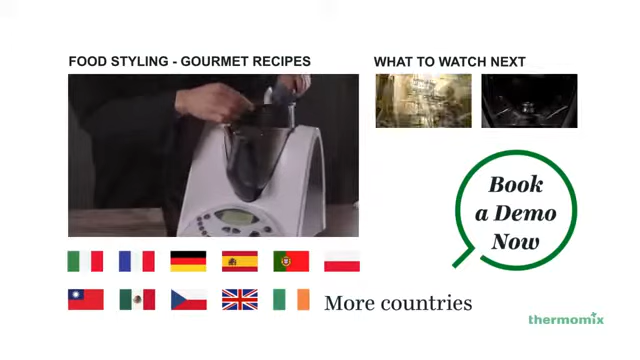 FOOD STYLING - GOURMET RECIPES
WHAT TO WATCH NEXT
Book
a Demo
Now
More countries
thermomix